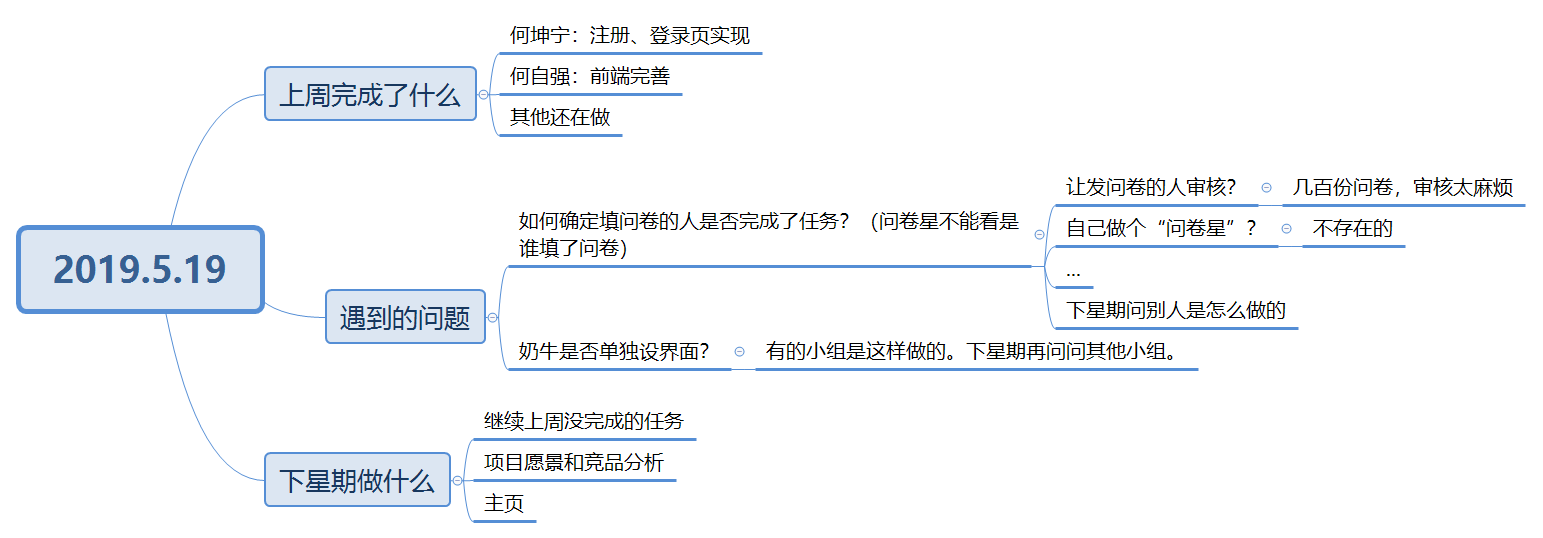 2019.5.19
上周完成了什么
何坤宁：注册、登录页实现
何自强：前端完善
其他还在做
遇到的问题
如何确定填问卷的人是否完成了任务？（问卷星不能看是
谁填了问卷）
让发问卷的人审核？
几百份问卷，审核太麻烦
自己做个“问卷星”？
不存在的
...
下星期问别人是怎么做的
奶牛是否单独设界面？
有的小组是这样做的。下星期再问问其他小组。
下星期做什么
继续上周没完成的任务
项目愿景和竞品分析
主页